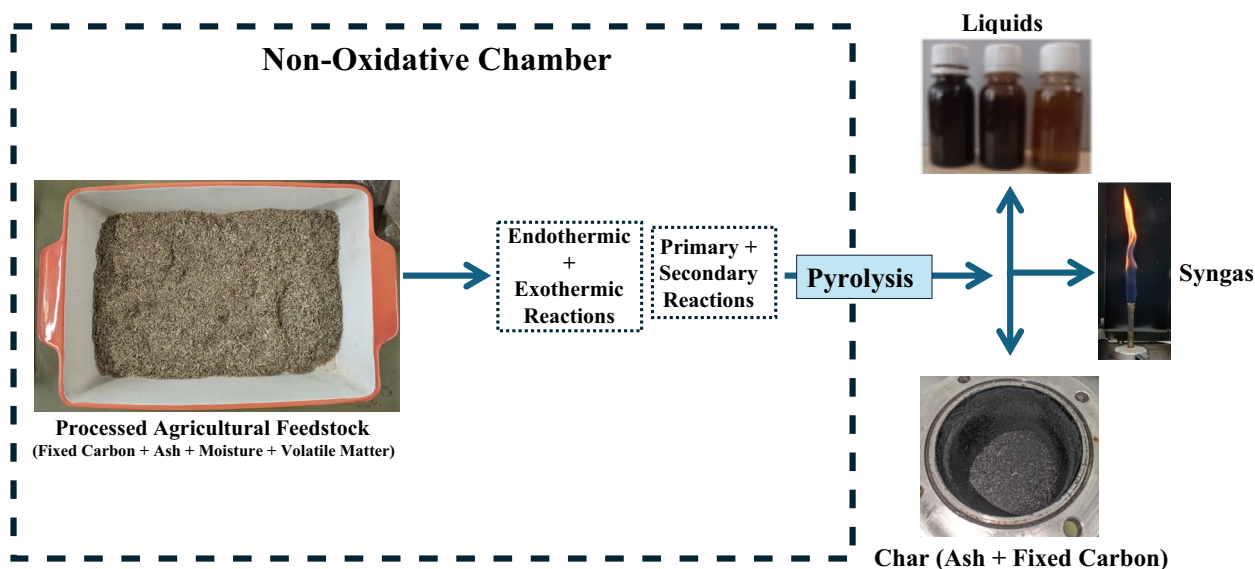 Liquids
Non-Oxidative Chamber
Endothermic
+
Exothermic
Reactions
Primary +
Secondary
Reactions
Pyrolysis
Syngas
Processed Agricultural Feedstock
(Fixed Carbon + Ash + Moisture + Volatile Matter)
Char (Ash + Fixed Carbon)